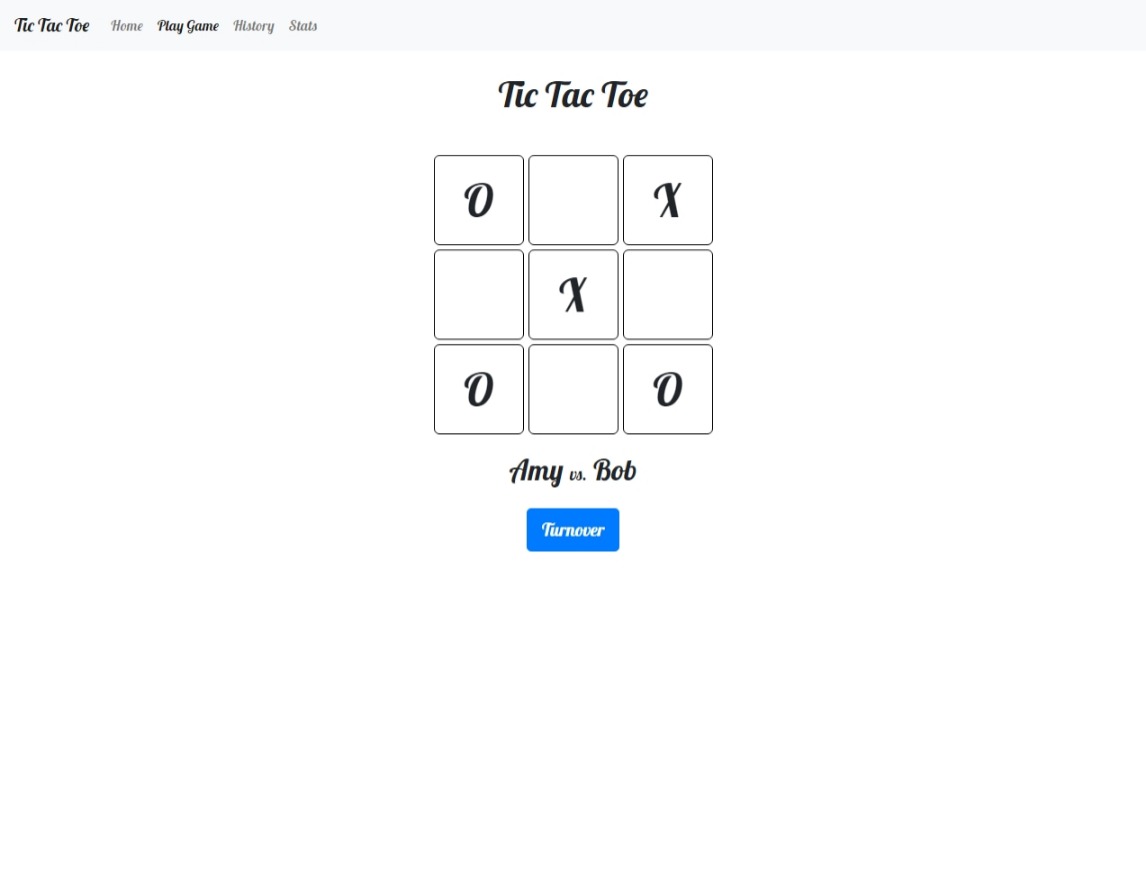 Tic Tac Toe Home Play Game History Stats
Tic Tac Toe
O X
X
O O
Amy vs. Bob
Turnover